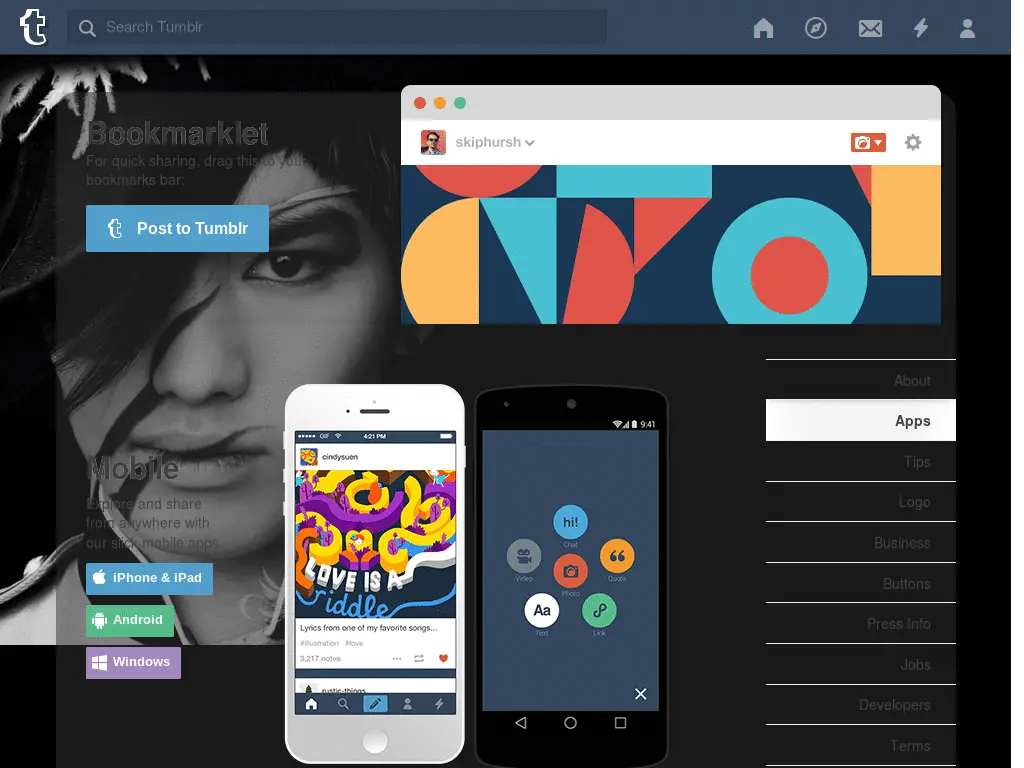 Search Tumblr
Bookmarklet
For quick sharing, drag this to your
bookmarks bar:
Post to Tumblr
skiphursh
About
Apps
Tips
Logo
Business
Buttons
Press Info
Jobs
Developers
Terms
Mobile
Explore and share
from anywhere with
our slick mobile apps
iPhone & iPad
Android
Windows
GIF
4:21 PM
cindysuen
LOVE IS A
riddle
Lyrics from one of my favorite songs...
#illustration #love
3,217 notes
rustic-things
9:41
hi!
Chat
Video
Quote
Photo
Aa
Text
Link